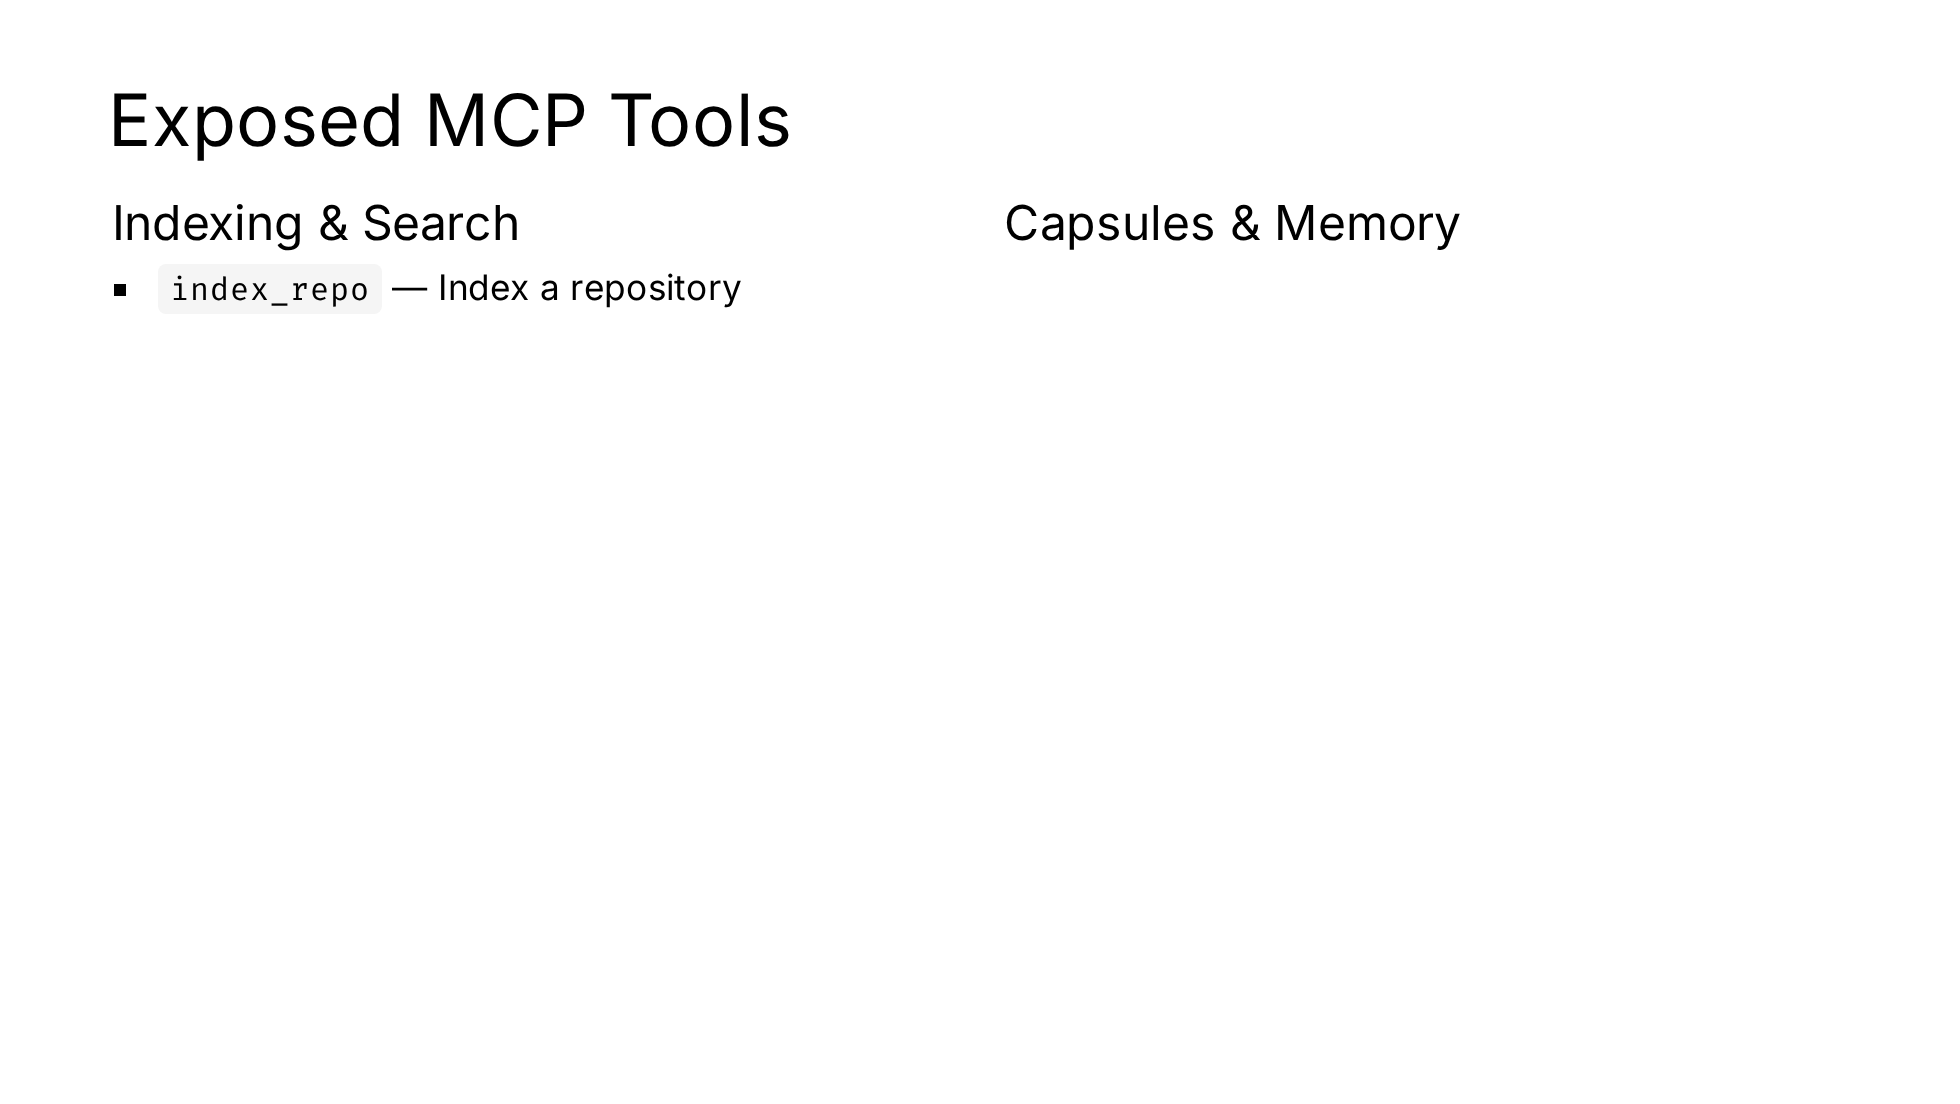 Exposed MCP Tools
Indexing & Search
▪ index_repo — Index a repository
Capsules & Memory